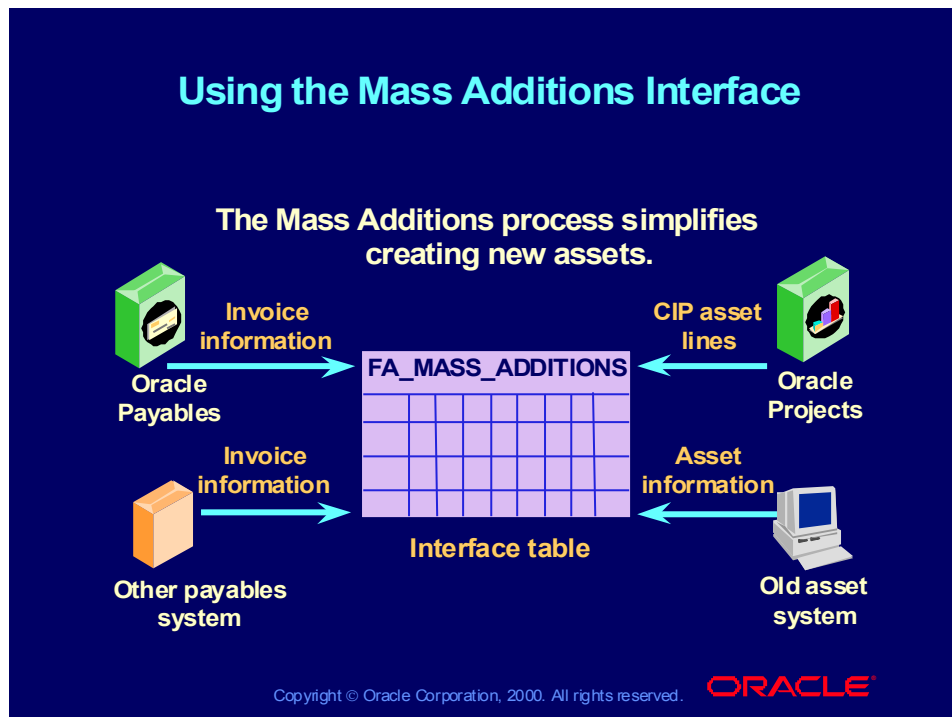 Using the Mass Additions Interface
The Mass Additions process simplifies
creating new assets.
Invoice
information
Oracle
Payables
CIP asset
lines
Oracle
Projects
FA_MASS_ADDITIONS
Invoice
information
Other payables
system
Asset
information
Old asset
system
Interface table
Copyright © Oracle Corporation, 2000. All rights reserved.
ORACLE®